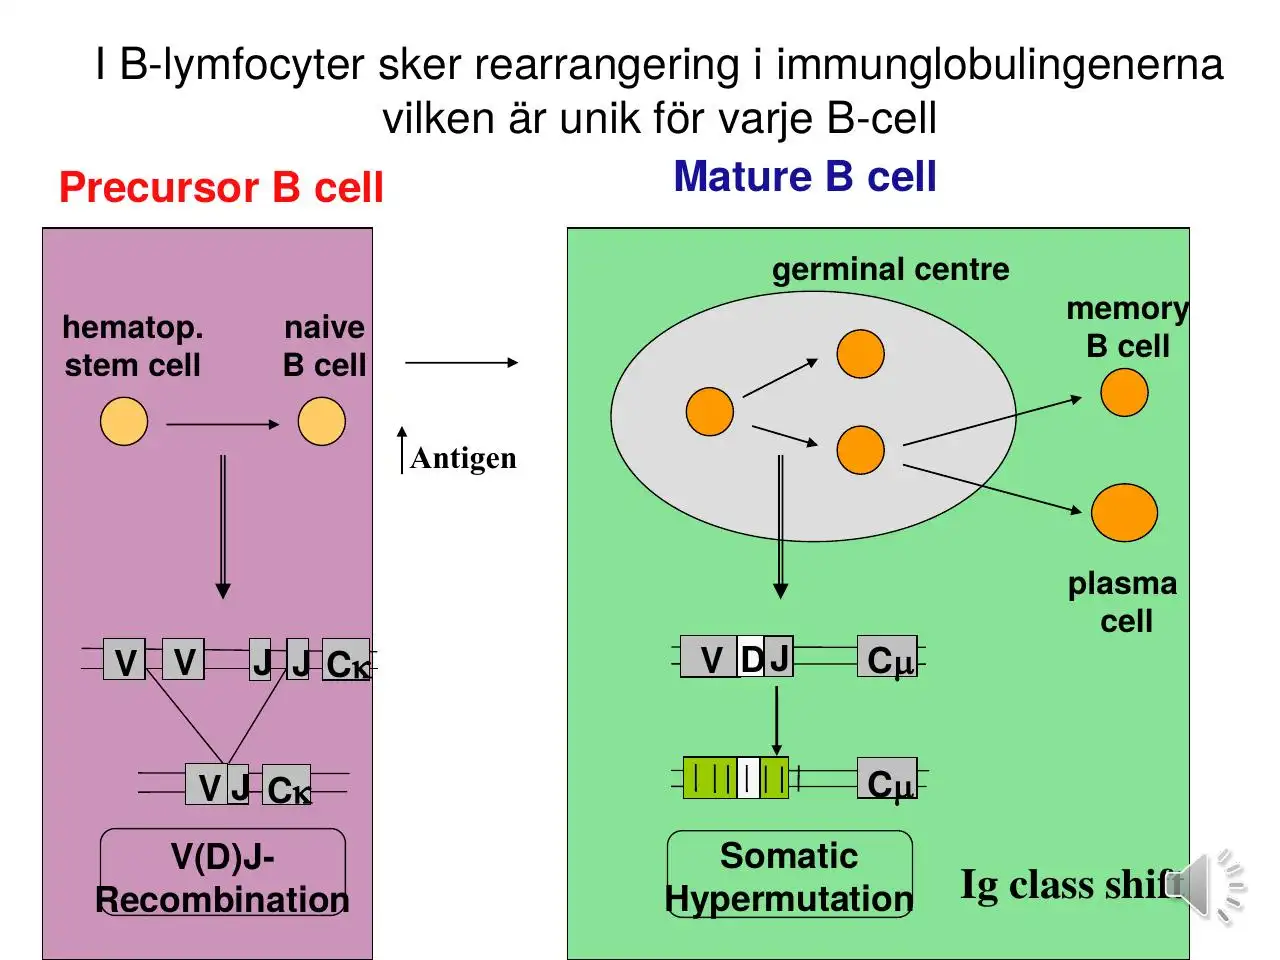 I B-lymfocyter sker rearrangering i immunglobulingenerna
vilken är unik för varje B-cell
Precursor B cell
Mature B cell
hematop.
stem cell
naive
B cell
Antigen
germinal centre
memory
B cell
plasma
cell
V V J J Cκ
V J Cκ
V(D)J-
Recombination
V D J Cμ
Cμ
Somatic
Hypermutation
Ig class shift